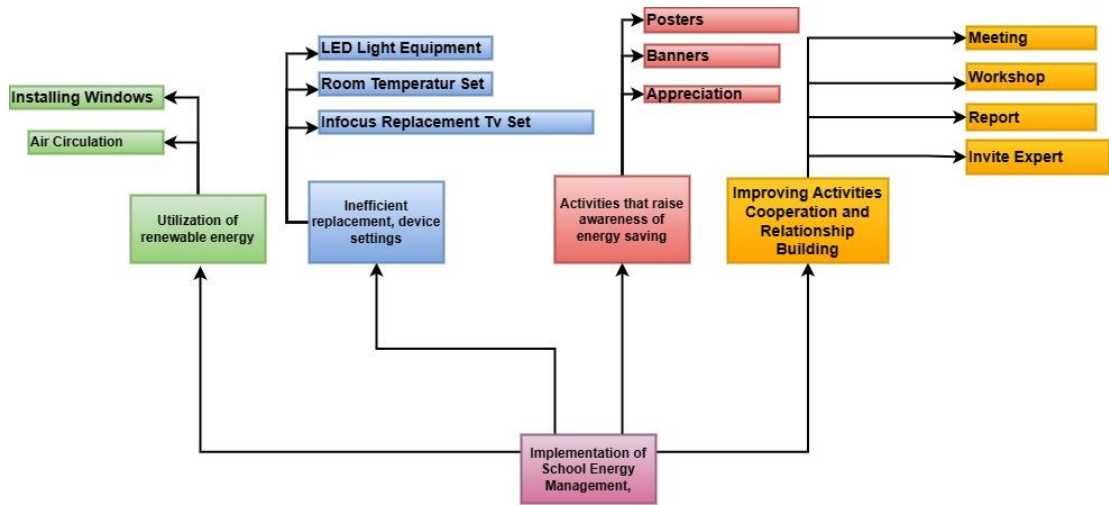 Posters
LED Light Equipment
Meeting
Banners
Room Temperatur Set
Workshop
Installing Windows
Appreciation
Infocus Replacement Tv Set
Report
Air Circulation
Invite Expert
Utilization of
renewable energy
Inefficient
replacement, device
settings
Activities that raise
awareness of
energy saving
Improving Activities
Cooperation and
Relationship
Building
Implementation of
School Energy
Management,